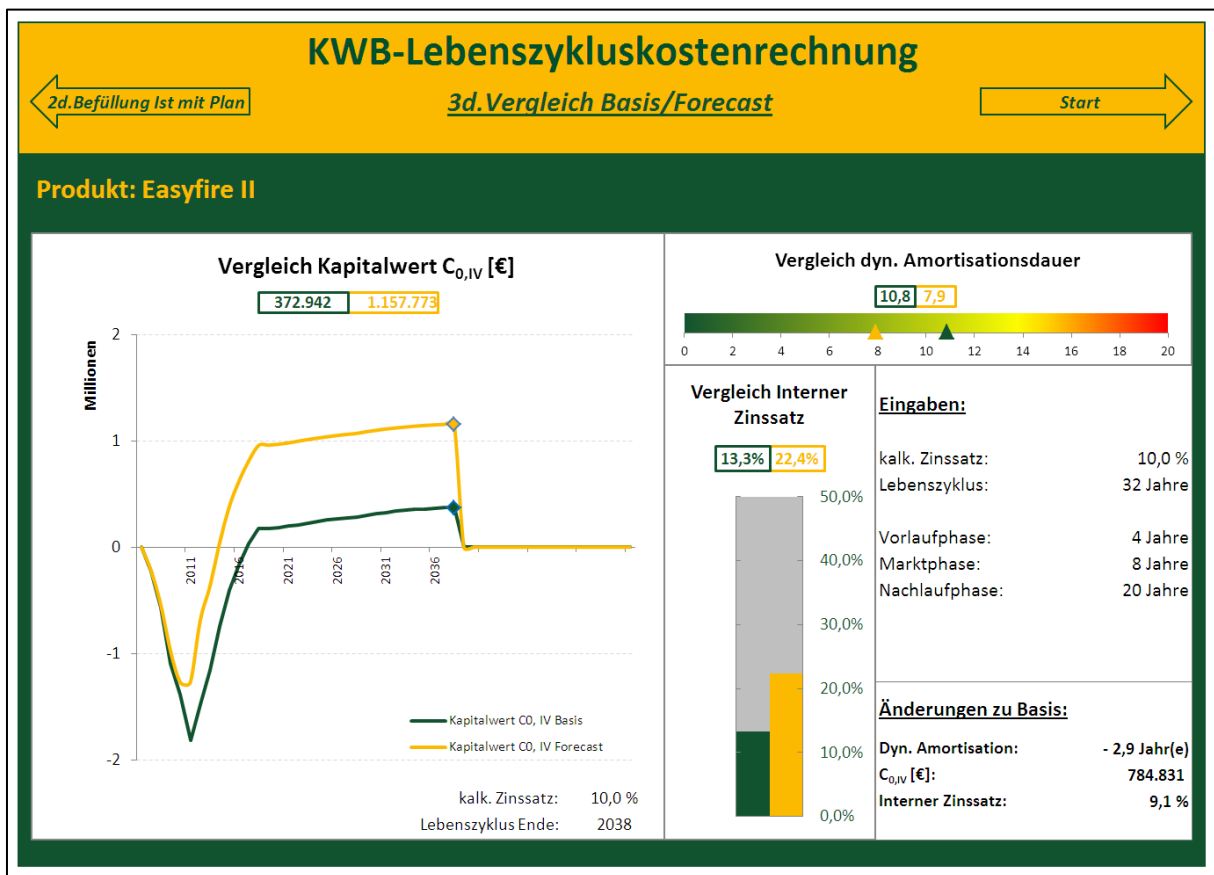 KWB-Lebenszykluskostenrechnung
2d.Befüllung Ist mit Plan
3d.Vergleich Basis/Forecast
Start
Produkt: Easyfire II
Vergleich Kapitalwert C0,IV [€]
372.942 1.157.773
Millionen
2
1
0
-1
-2
2011 2016 2021 2026 2031 2036
Kapitalwert C0, IV Basis
Kapitalwert C0, IV Forecast
kalk. Zinssatz: 10,0 %
Lebenszyklus Ende: 2038
Vergleich dyn. Amortisationsdauer
10,8 7,9
0 2 4 6 8 10 12 14 16 18 20
Vergleich Interner
Zinssatz
13,3% 22,4%
50,0%
40,0%
30,0%
20,0%
10,0%
0,0%
Eingaben:
kalk. Zinssatz: 10,0 %
Lebenszyklus: 32 Jahre
Vorlaufphase: 4 Jahre
Marktphase: 8 Jahre
Nachlaufphase: 20 Jahre
Änderungen zu Basis:
Dyn. Amortisation: - 2,9 Jahr(e)
C0,IV [€]: 784.831
Interner Zinssatz: 9,1 %